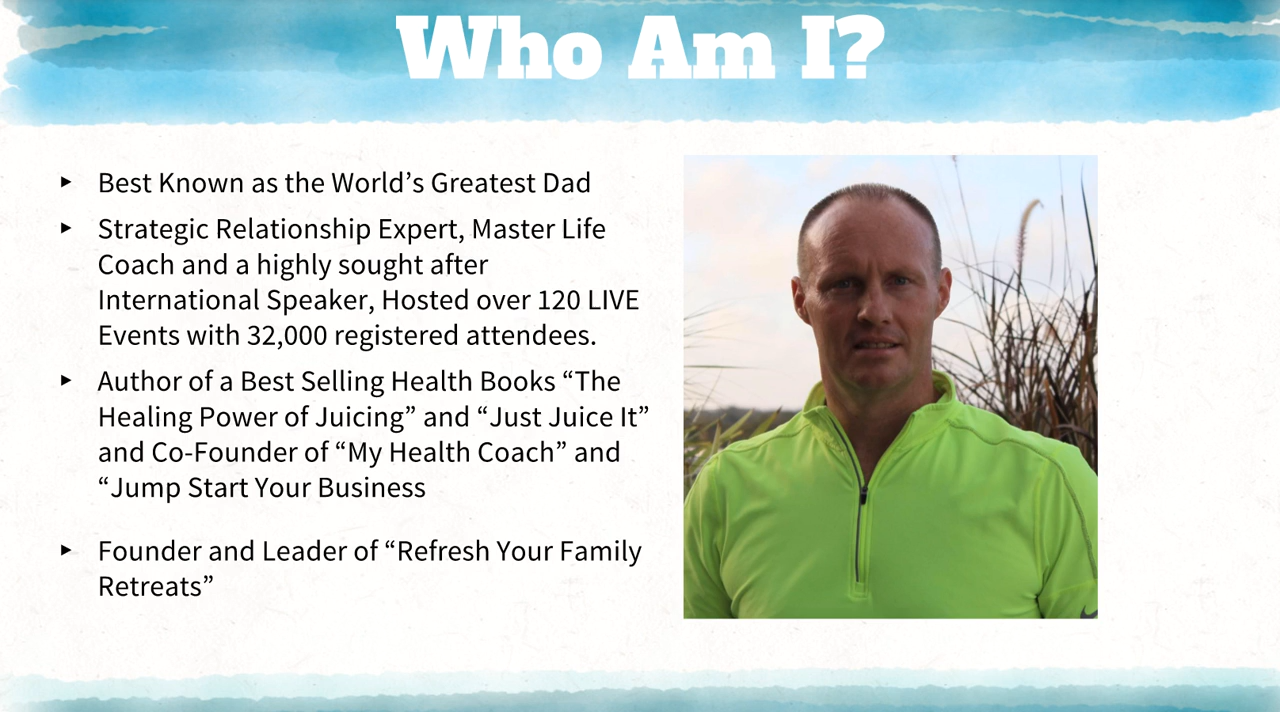 Who Am I?
Best Known as the World’s Greatest Dad
Strategic Relationship Expert, Master Life
Coach and a highly sought after
International Speaker, Hosted over 120 LIVE
Events with 32,000 registered attendees.
Author of a Best Selling Health Books “The
Healing Power of Juicing” and “Just Juice It”
and Co-Founder of “My Health Coach” and
“Jump Start Your Business
Founder and Leader of “Refresh Your Family
Retreats”